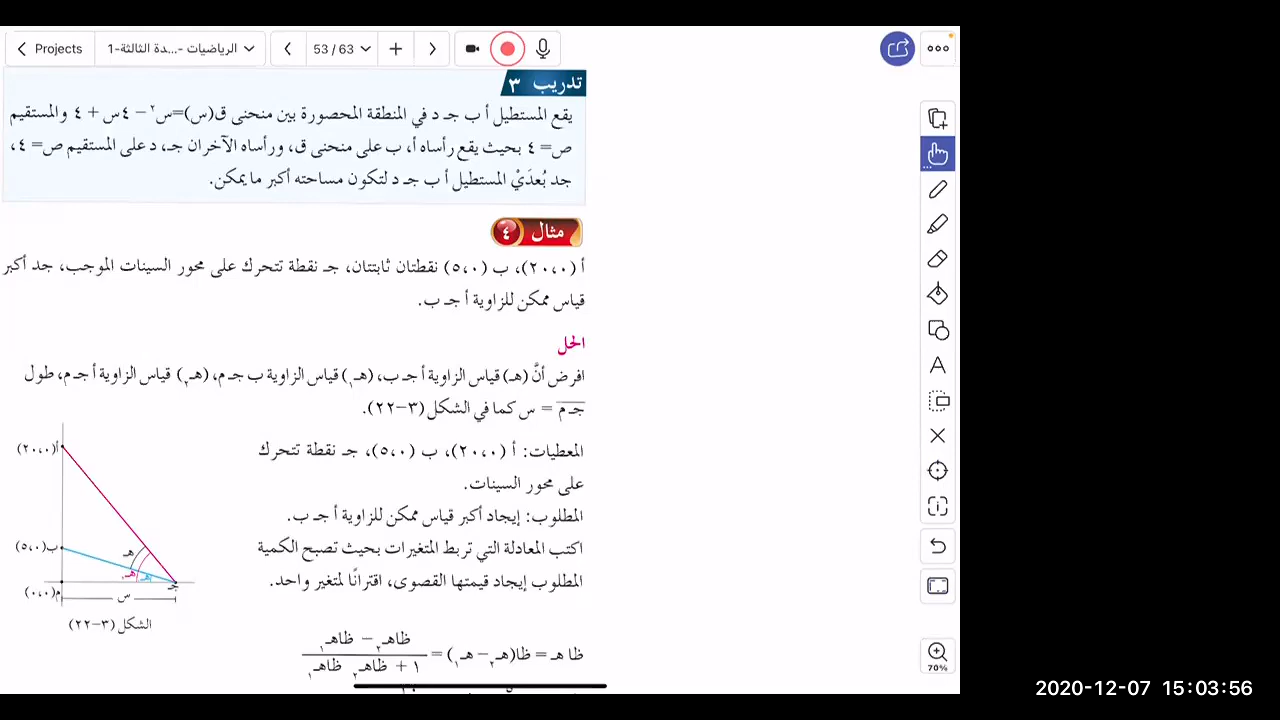 Projects
الرياضيات -...دة الثالثة-1
53 / 63
تدريب ٣
يقع المستطيل أ ب جـ د في المنطقة المحصورة بين منحنى ق(س)=س٢ − ٤س + ٤ والمستقيم
ص= ٤ بحيث يقع رأساه أ، ب على منحنى ق، ورأساه الآخران جـ، د على المستقيم ص= ٤،
جد بُعدَيْ المستطيل أ ب جـ د لتكون مساحته أكبر ما يمكن.
مثال ٤
أ (٢٠،٠)، ب (٥،٠) نقطتان ثابتتان، جـ نقطة تتحرك على محور السينات الموجب، جد أكبر
قياس ممكن للزاوية أ جـ ب.
الحل
افرض أنَّ (هـ) قياس الزاوية أ جـ ب، (هـ١) قياس الزاوية ب جـ م، (هـ٢) قياس الزاوية أ جـ م، طول
جـ م = س كما في الشكل (٣-٢٢).
المعطيات: أ (٢٠،٠)، ب (٥،٠)، جـ نقطة تتحرك
على محور السينات.
المطلوب: إيجاد أكبر قياس ممكن للزاوية أ جـ ب.
اكتب المعادلة التي تربط المتغيرات بحيث تصبح الكمية
المطلوب إيجاد قيمتها القصوى، اقترانًا لمتغير واحد.
أ(٢٠،٠)
ب(٥،٠)
هـ
هـ٢
هـ١
م(٠،٠)
جـ
س
الشكل (٣-٢٢)
ظا هـ = ظا(هـ٢ − هـ١) = (ظاهـ٢ − ظاهـ١) / (١ + ظاهـ٢ ظاهـ١)
70%
2020-12-07 15:03:56